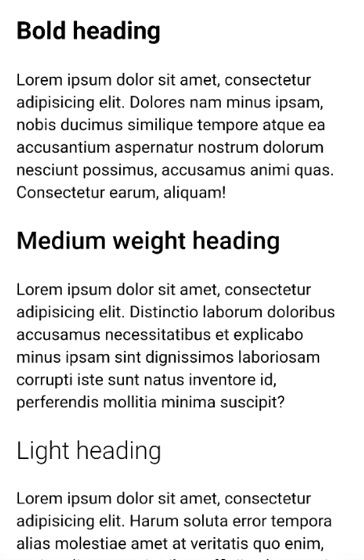 Bold heading
Lorem ipsum dolor sit amet, consectetur
adipisicing elit. Dolores nam minus ipsam,
nobis ducimus similique tempore atque ea
accusantium aspernatur nostrum dolorum
nesciunt possimus, accusamus animi quas.
Consectetur earum, aliquam!
Medium weight heading
Lorem ipsum dolor sit amet, consectetur
adipisicing elit. Distinctio laborum doloribus
accusamus necessitatibus et explicabo
minus ipsam sint dignissimos laboriosam
corrupti iste sunt natus inventore id,
perferendis mollitia minima suscipit?
Light heading
Lorem ipsum dolor sit amet, consectetur
adipisicing elit. Harum soluta error tempora
alias molestiae amet at veritatis quo enim,